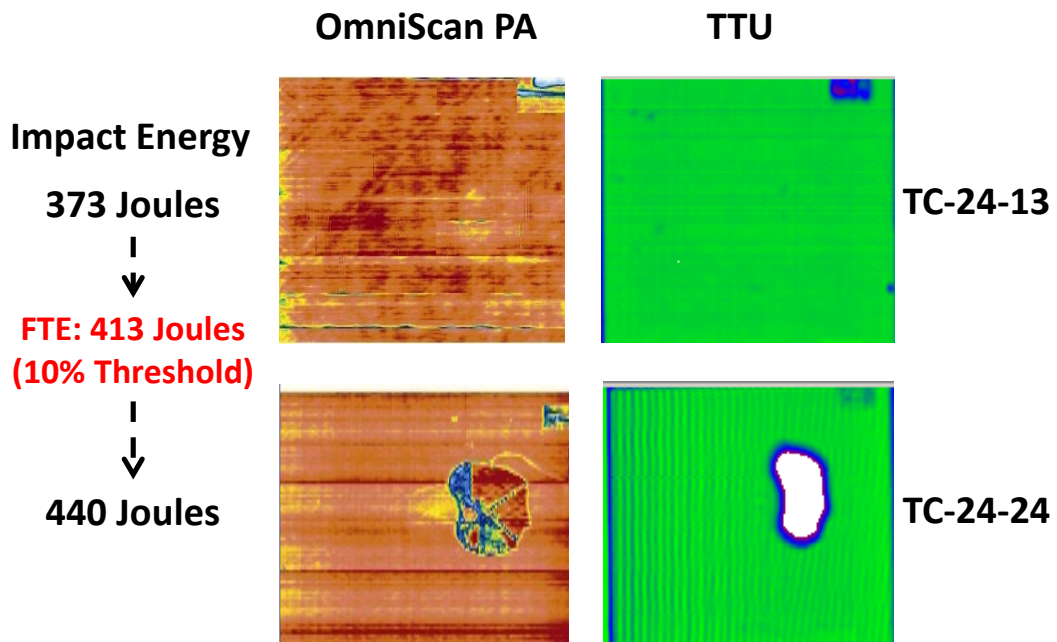 OmniScan PA
TTU
Impact Energy
373 Joules
TC-24-13
FTE: 413 Joules
(10% Threshold)
440 Joules
TC-24-24